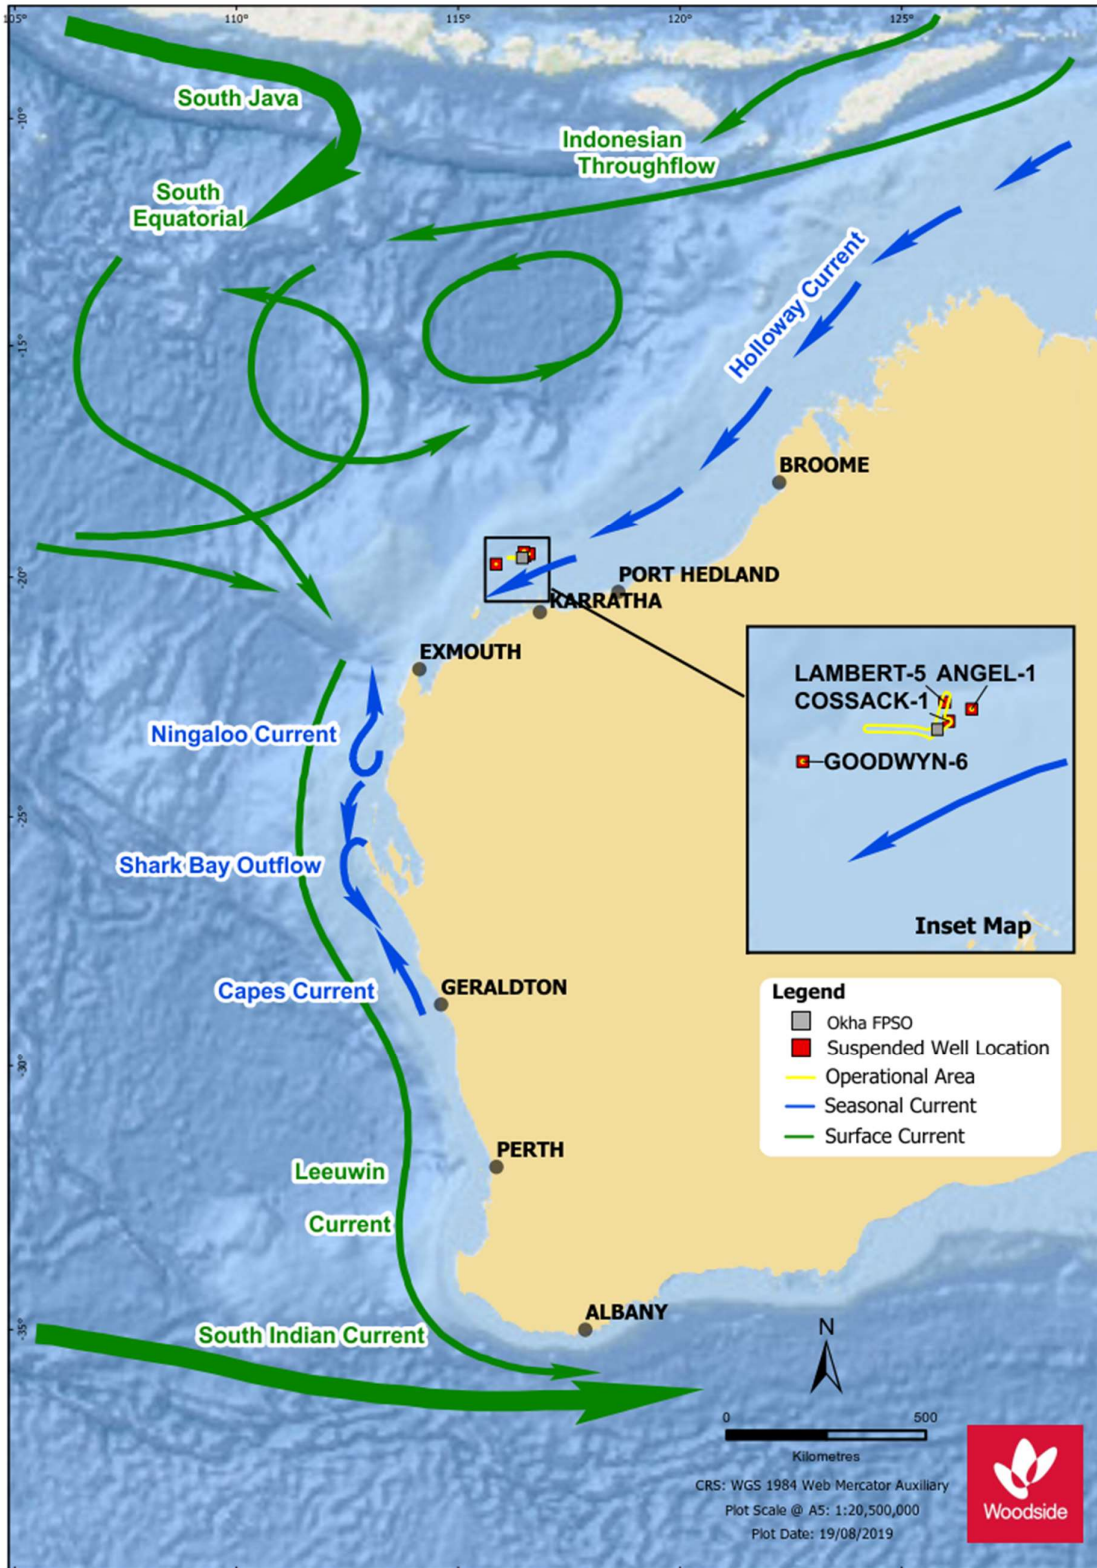 105°
110°
115°
120°
125°
-10°
-15°
-20°
-25°
-30°
-35°
South Java
South
Equatorial
Indonesian
Throughflow
Holloway Current
BROOME
PORT HEDLAND
KARRATHA
EXMOUTH
Ningaloo Current
Shark Bay Outflow
Capes Current
GERALDTON
PERTH
Leeuwin
Current
ALBANY
South Indian Current
LAMBERT-5 ANGEL-1
COSSACK-1
GOODWYN-6
Inset Map
Legend
Okha FPSO
Suspended Well Location
Operational Area
Seasonal Current
Surface Current
N
0 500
Kilometres
CRS: WGS 1984 Web Mercator Auxiliary
Plot Scale @ A5: 1:20,500,000
Plot Date: 19/08/2019
Woodside